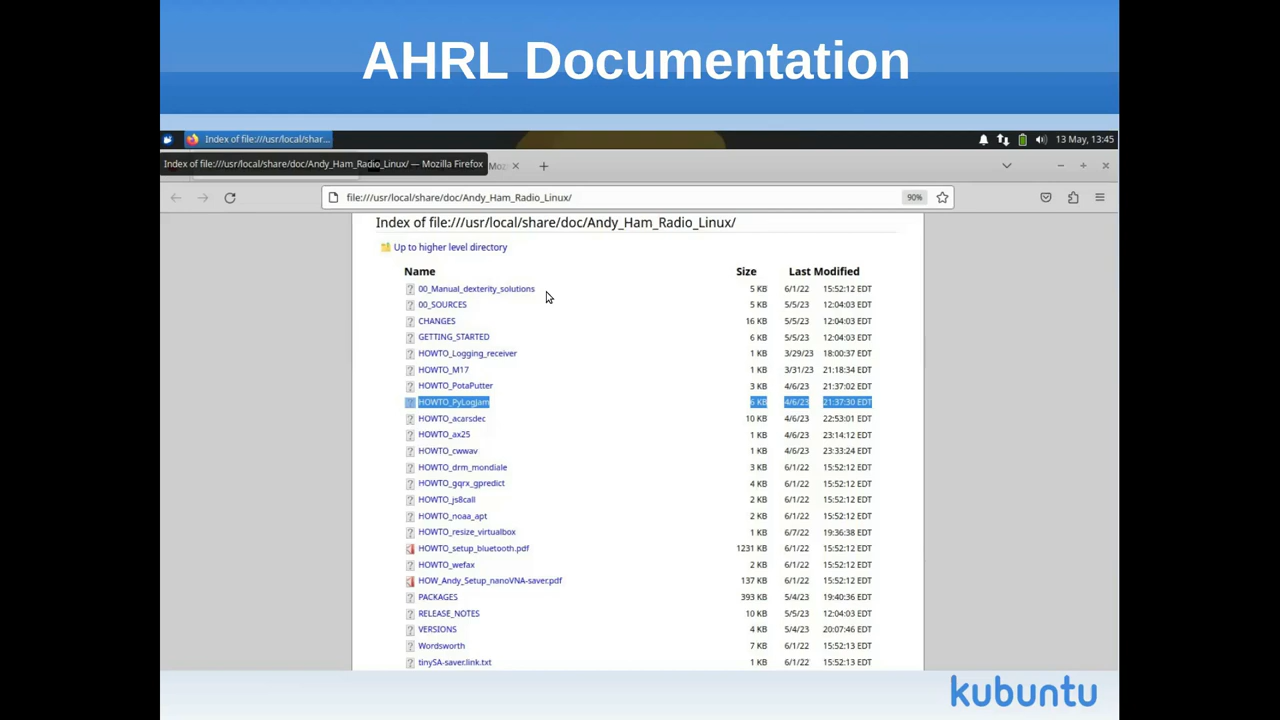 AHRL Documentation
Index of file:///usr/local/shar... 13 May, 13:45
Index of file:///usr/local/share/doc/Andy_Ham_Radio_Linux/ — Mozilla Firefox
file:///usr/local/share/doc/Andy_Ham_Radio_Linux/ 90%
Index of file:///usr/local/share/doc/Andy_Ham_Radio_Linux/
Up to higher level directory
Name Size Last Modified
00_Manual_dexterity_solutions 5 KB 6/1/22 15:52:12 EDT
00_SOURCES 5 KB 5/5/23 12:04:03 EDT
CHANGES 16 KB 5/5/23 12:04:03 EDT
GETTING_STARTED 6 KB 5/5/23 12:04:03 EDT
HOWTO_Logging_receiver 1 KB 3/29/23 18:00:37 EDT
HOWTO_M17 1 KB 3/31/23 21:18:34 EDT
HOWTO_PotaPutter 3 KB 4/6/23 21:37:02 EDT
HOWTO_PyLogJam 6 KB 4/6/23 21:37:30 EDT
HOWTO_acarsdec 10 KB 4/6/23 22:53:01 EDT
HOWTO_ax25 1 KB 4/6/23 23:14:12 EDT
HOWTO_cwwav 1 KB 4/6/23 23:33:24 EDT
HOWTO_drm_mondiale 3 KB 6/1/22 15:52:12 EDT
HOWTO_gqrx_gpredict 4 KB 6/1/22 15:52:12 EDT
HOWTO_js8call 2 KB 6/1/22 15:52:12 EDT
HOWTO_noaa_apt 2 KB 6/1/22 15:52:12 EDT
HOWTO_resize_virtualbox 1 KB 6/7/22 19:36:38 EDT
HOWTO_setup_bluetooth.pdf 1231 KB 6/1/22 15:52:12 EDT
HOWTO_wefax 2 KB 6/1/22 15:52:12 EDT
HOW_Andy_Setup_nanoVNA-saver.pdf 137 KB 6/1/22 15:52:12 EDT
PACKAGES 393 KB 5/4/23 19:40:36 EDT
RELEASE_NOTES 10 KB 5/5/23 12:04:03 EDT
VERSIONS 4 KB 5/4/23 20:07:46 EDT
Wordsworth 7 KB 6/1/22 15:52:13 EDT
tinySA-saver.link.txt 1 KB 6/1/22 15:52:13 EDT
kubuntu